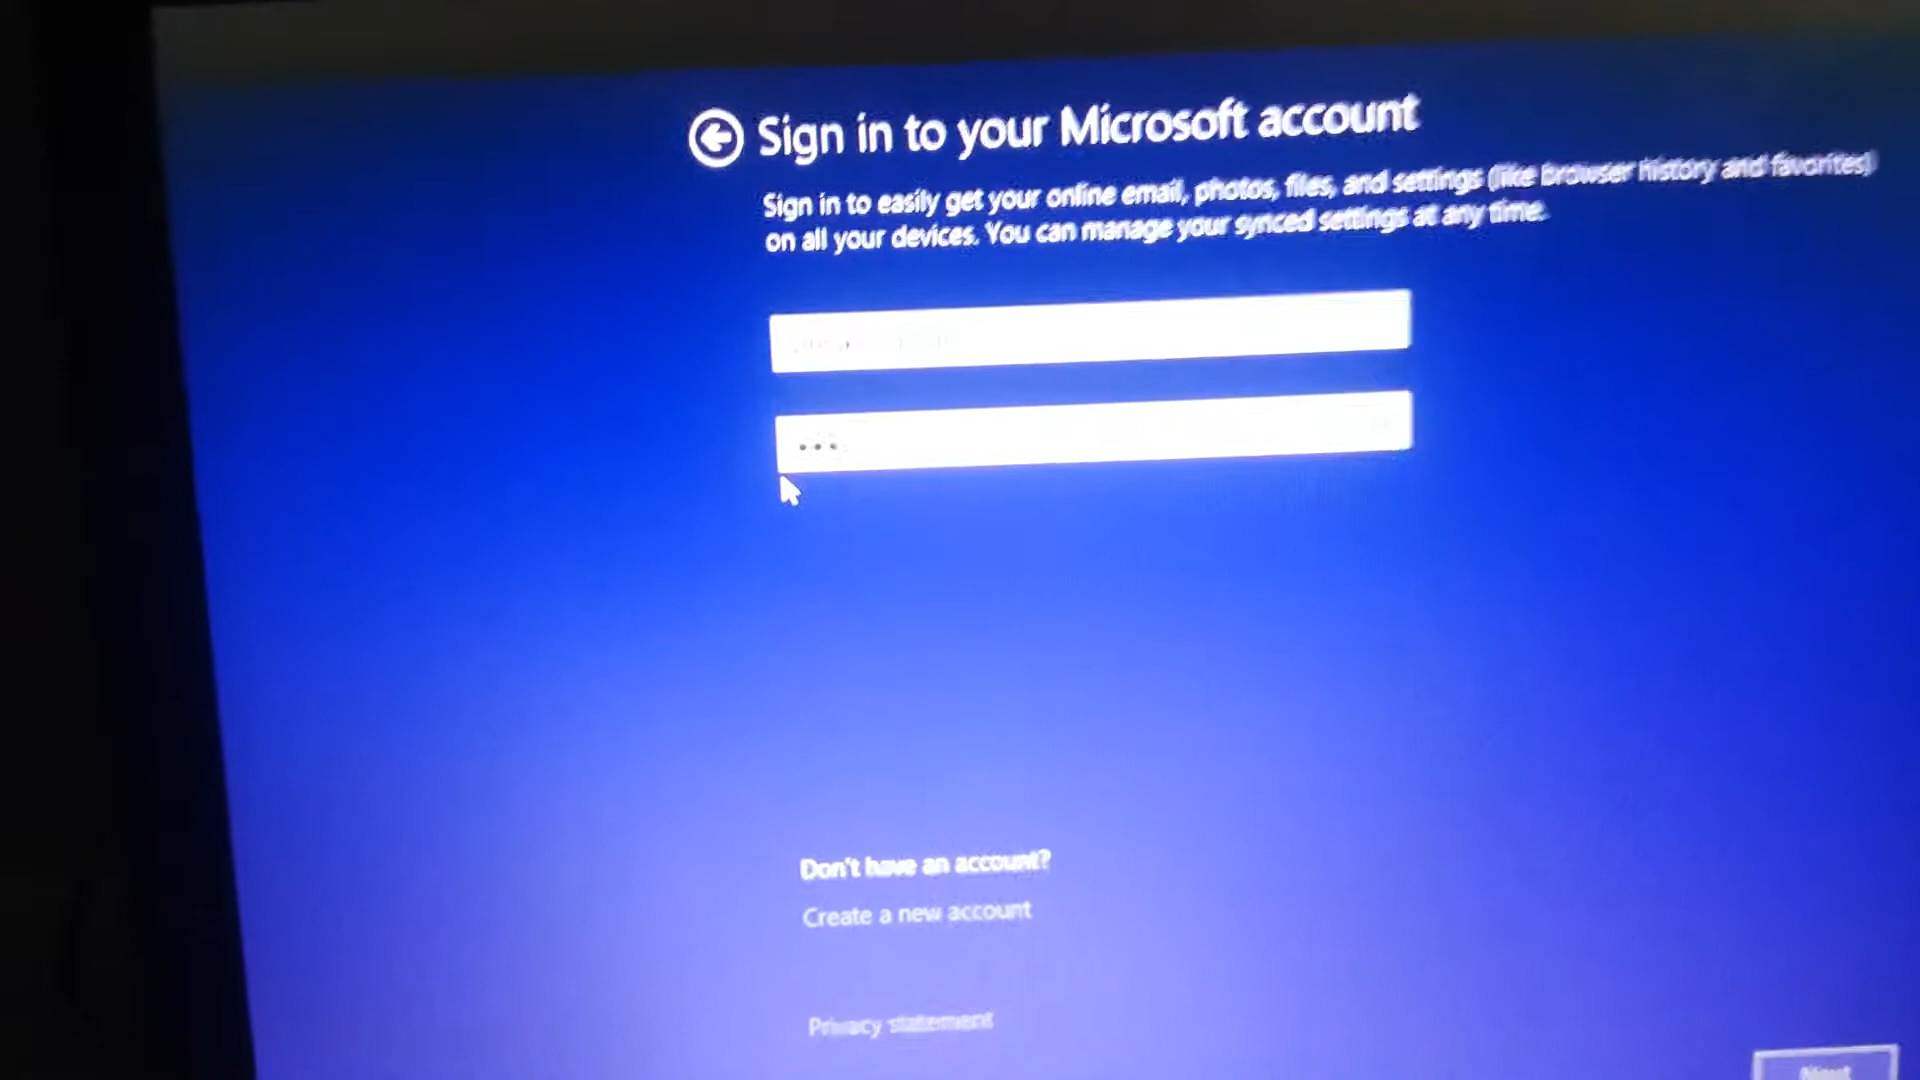 Sign in to your Microsoft account
Sign in to easily get your online email, photos, files, and settings (like browser history and favorites)
on all your devices. You can manage your synced settings at any time.
•••
Don't have an account?
Create a new account
Privacy statement
Next